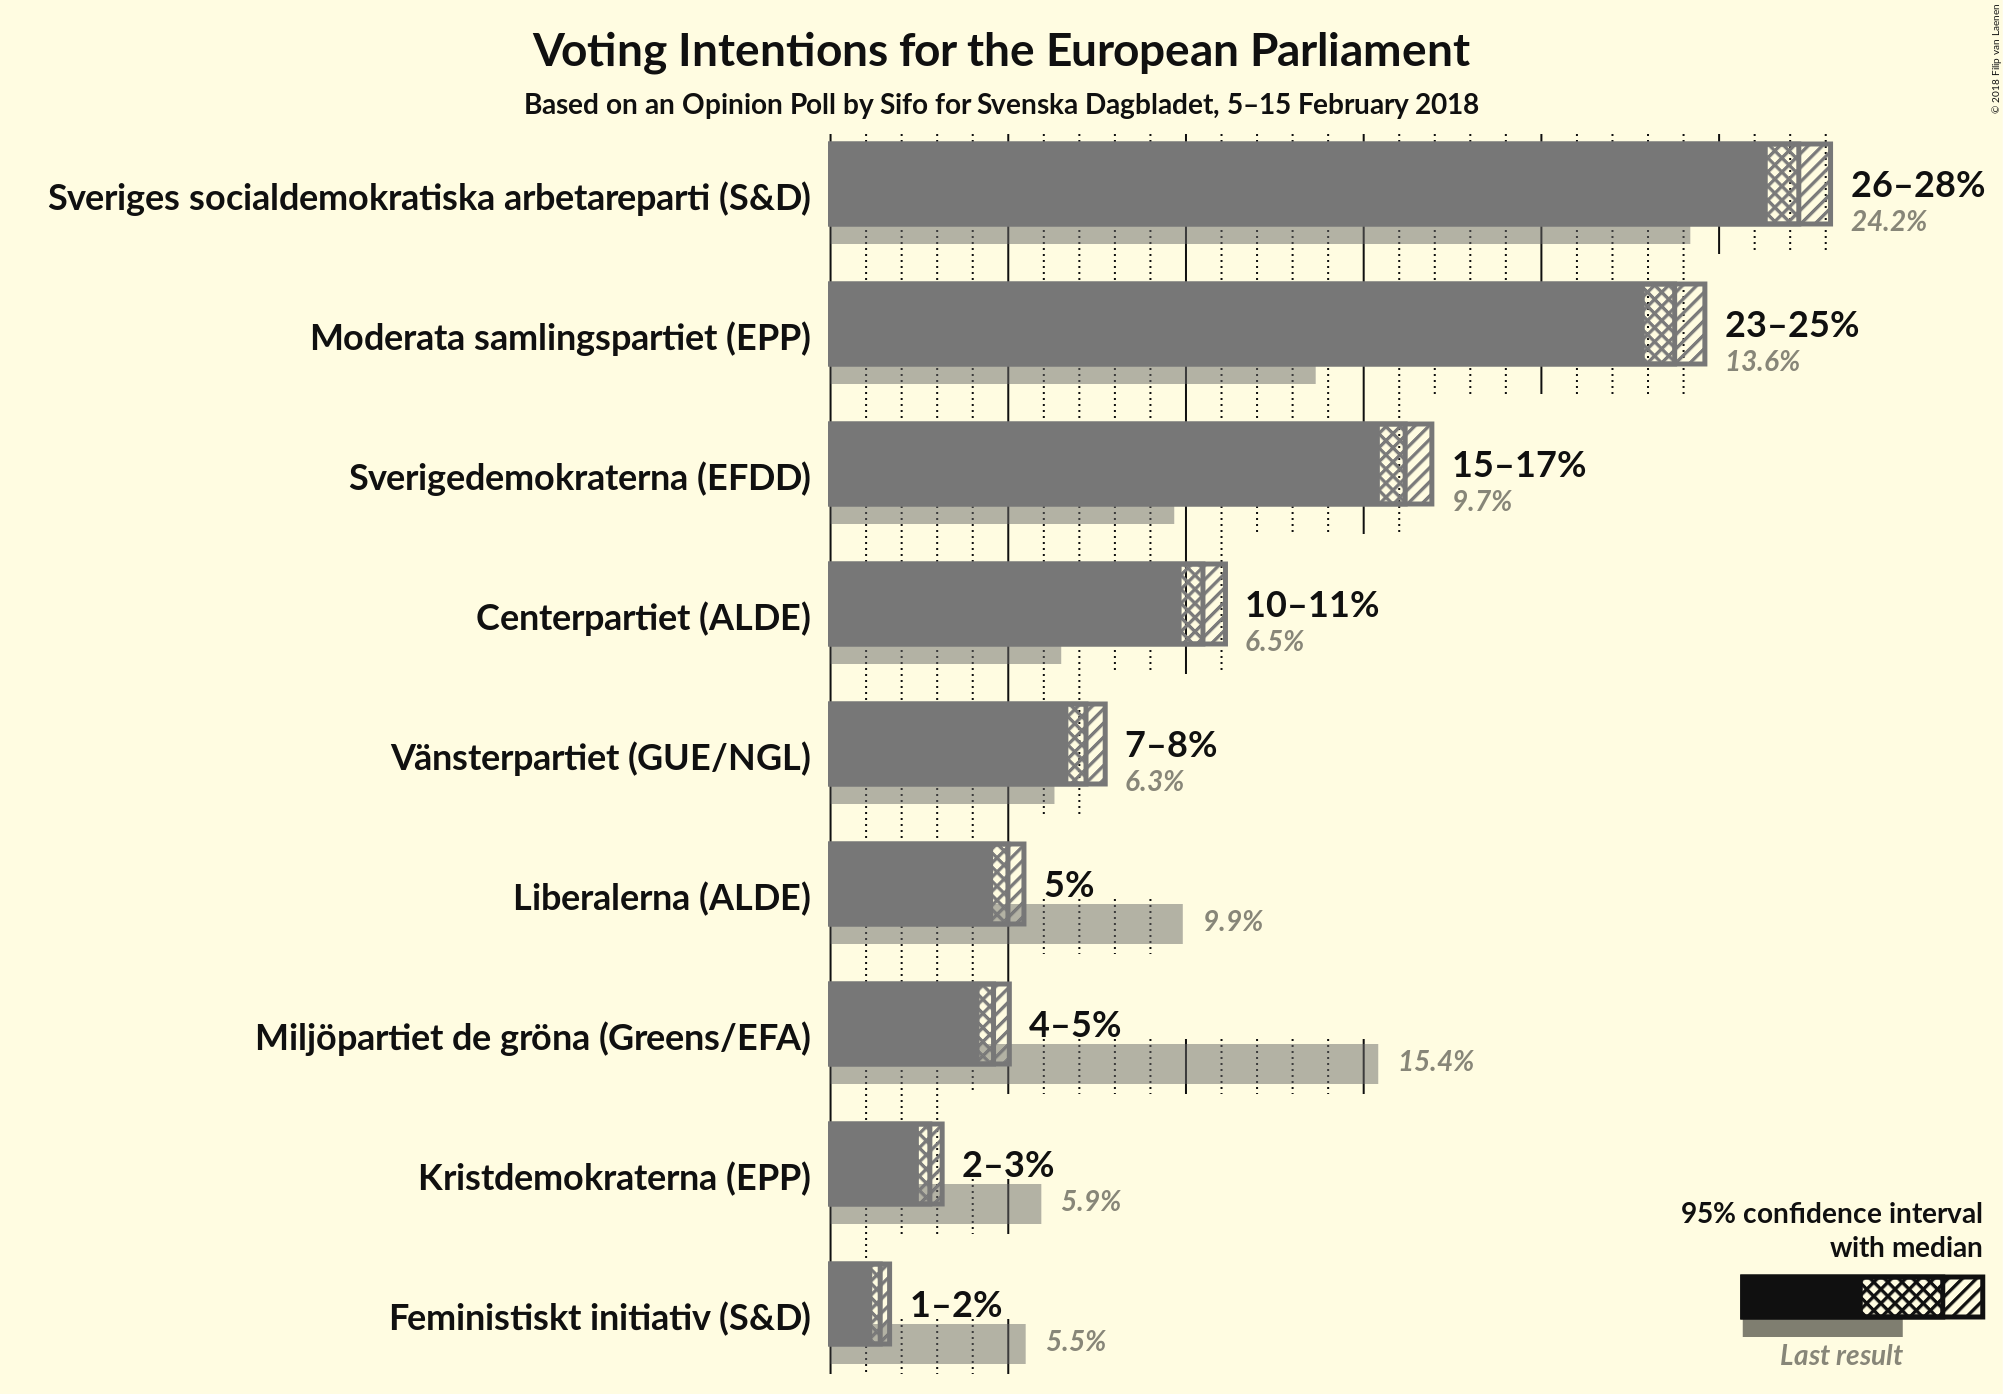 Voting Intentions for the European Parliament
Based on an Opinion Poll by Sifo for Svenska Dagbladet, 5–15 February 2018
© 2018 Filip van Laenen
Sveriges socialdemokratiska arbetareparti (S&D)
26–28%
24.2%
Moderata samlingspartiet (EPP)
23–25%
13.6%
Sverigedemokraterna (EFDD)
15–17%
9.7%
Centerpartiet (ALDE)
10–11%
6.5%
Vänsterpartiet (GUE/NGL)
7–8%
6.3%
Liberalerna (ALDE)
5%
9.9%
Miljöpartiet de gröna (Greens/EFA)
4–5%
15.4%
Kristdemokraterna (EPP)
2–3%
5.9%
Feministiskt initiativ (S&D)
1–2%
5.5%
95% confidence interval
with median
Last result